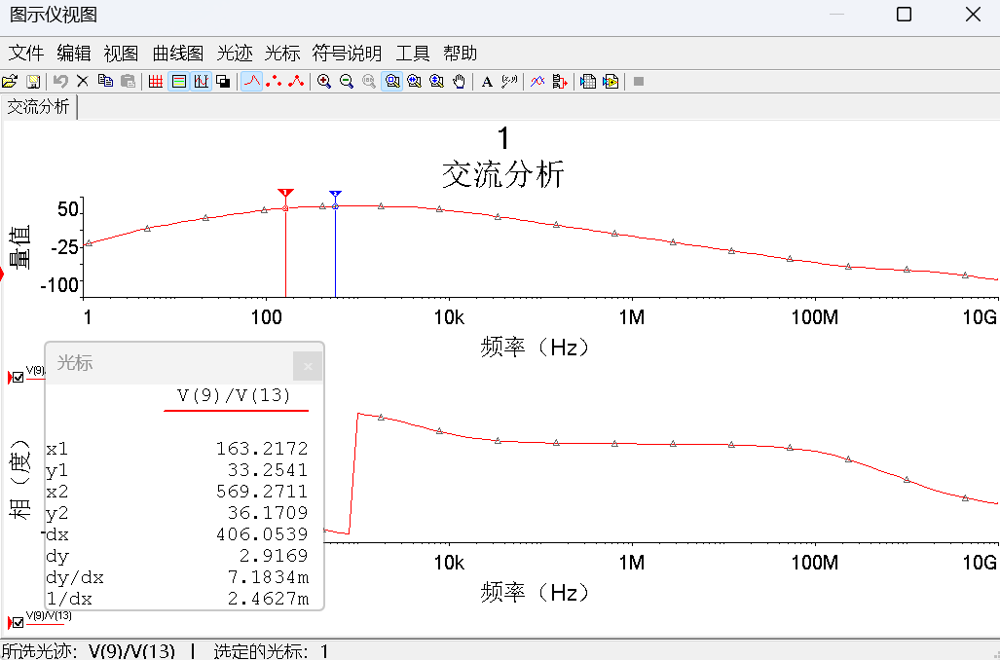 图示仪视图
文件 编辑 视图 曲线图 光迹 光标 符号说明 工具 帮助
交流分析
1
交流分析
量值
50
-25
-100
1 100 10k 1M 100M 10G
频率（Hz）
V(9)/
光标
V(9)/V(13)
x1 163.2172
y1 33.2541
x2 569.2711
y2 36.1709
dx 406.0539
dy 2.9169
dy/dx 7.1834m
1/dx 2.4627m
相（度）
10k 1M 100M 10G
频率（Hz）
V(9)/V(13)
所选光迹: V(9)/V(13) | 选定的光标: 1